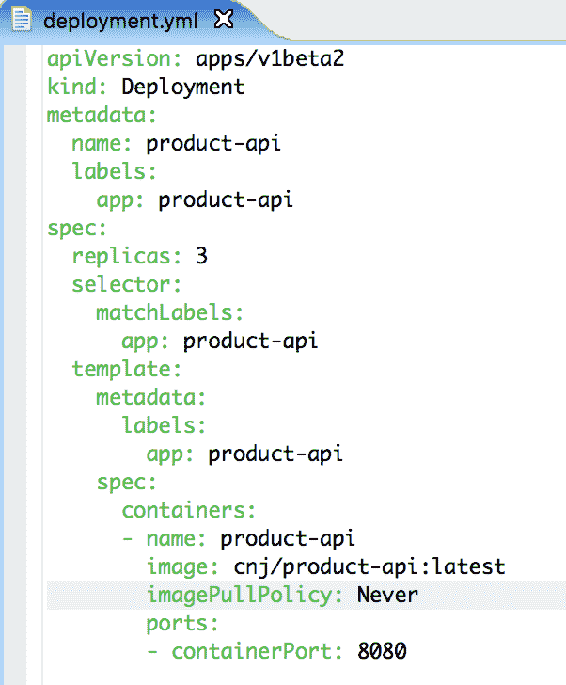 deployment.yml
apiVersion: apps/v1beta2
kind: Deployment
metadata:
  name: product-api
  labels:
    app: product-api
spec:
  replicas: 3
  selector:
    matchLabels:
      app: product-api
  template:
    metadata:
      labels:
        app: product-api
    spec:
      containers:
      - name: product-api
        image: cnj/product-api:latest
        imagePullPolicy: Never
        ports:
        - containerPort: 8080